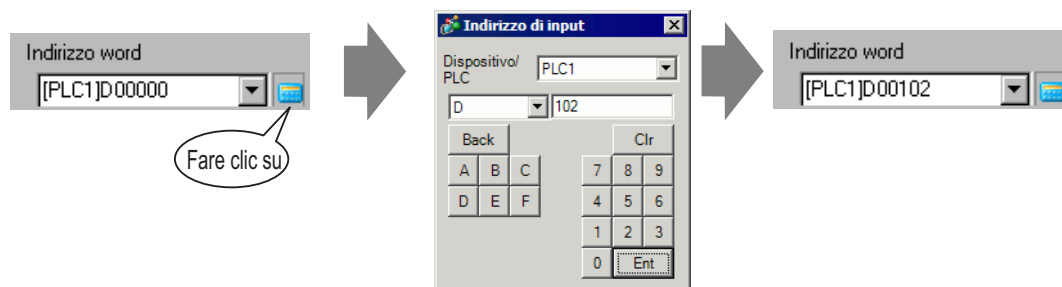 Indirizzo word
[PLC1]D00000
Fare clic su
Indirizzo di input
Dispositivo/
PLC
PLC1
D 102
Back Clr
A B C 7 8 9
D E F 4 5 6
1 2 3
0 Ent
Indirizzo word
[PLC1]D00102